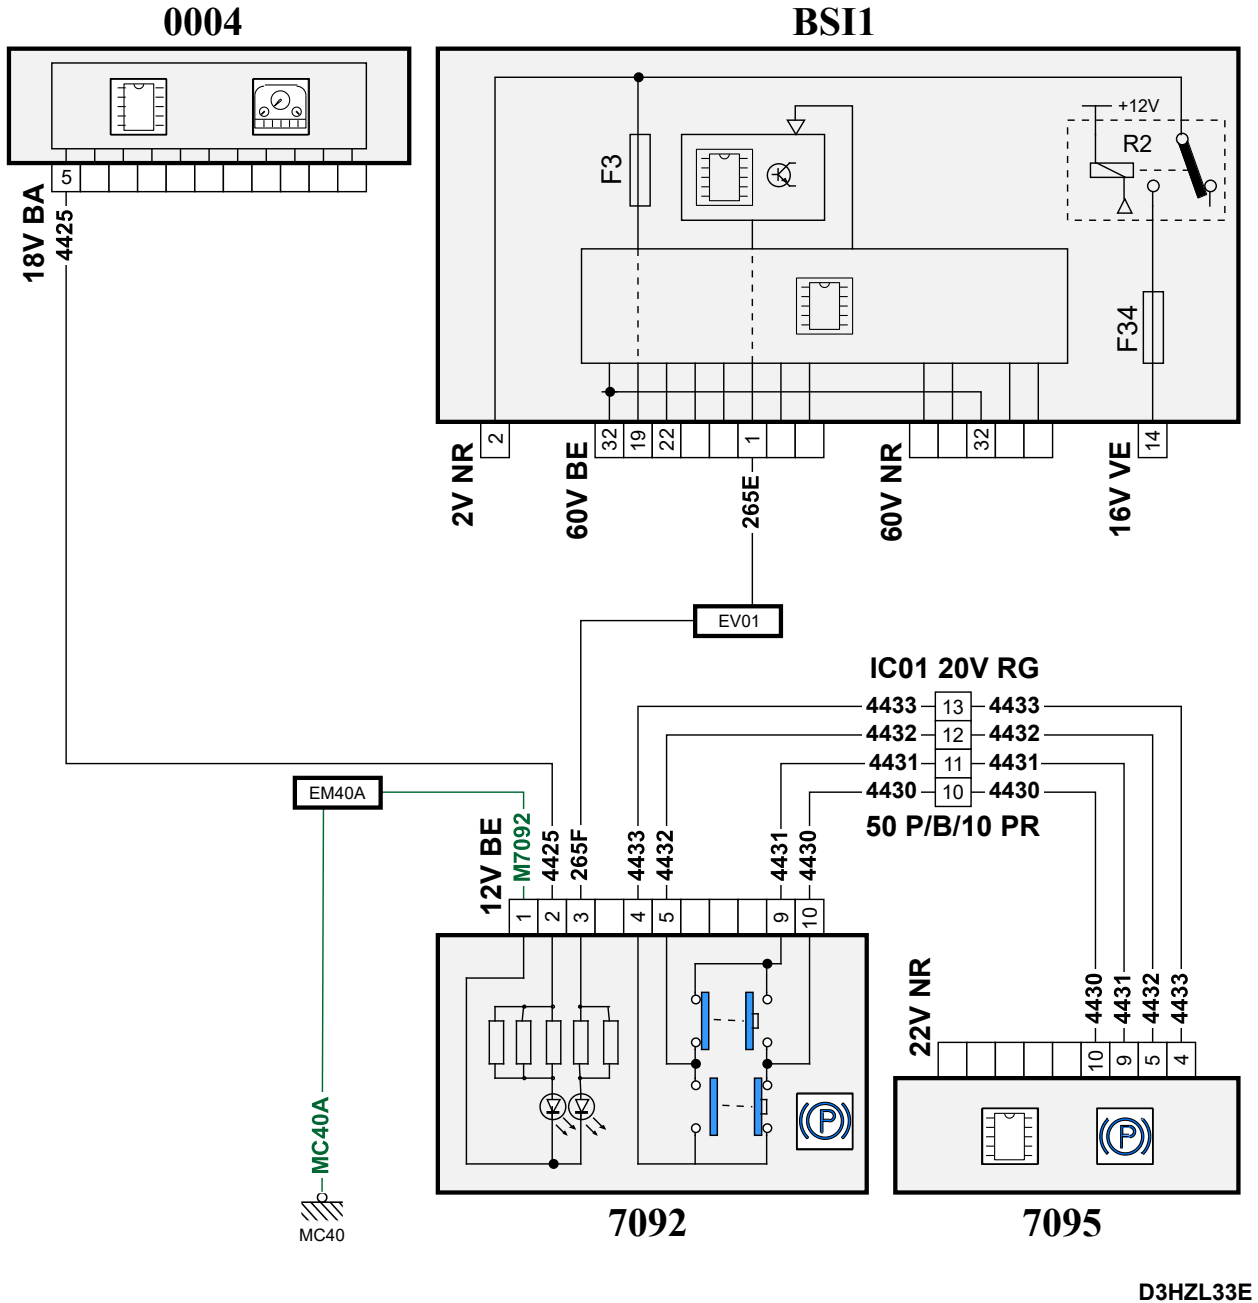 0004 BSI1
+12V
R2
F3
F34
5
18V BA
4425
2 32 19 22 1 32 14
2V NR
60V BE
265E
60V NR
16V VE
EV01
IC01 20V RG
4433 13 4433
4432 12 4432
4431 11 4431
4430 10 4430
50 P/B/10 PR
EM40A
12V BE
M7092
4425
265F
4433
4432
4431
4430
1 2 3 4 5 9 10
22V NR
4430
4431
4432
4433
10 9 5 4
P
P
MC40A
MC40
7092
7095
D3HZL33E